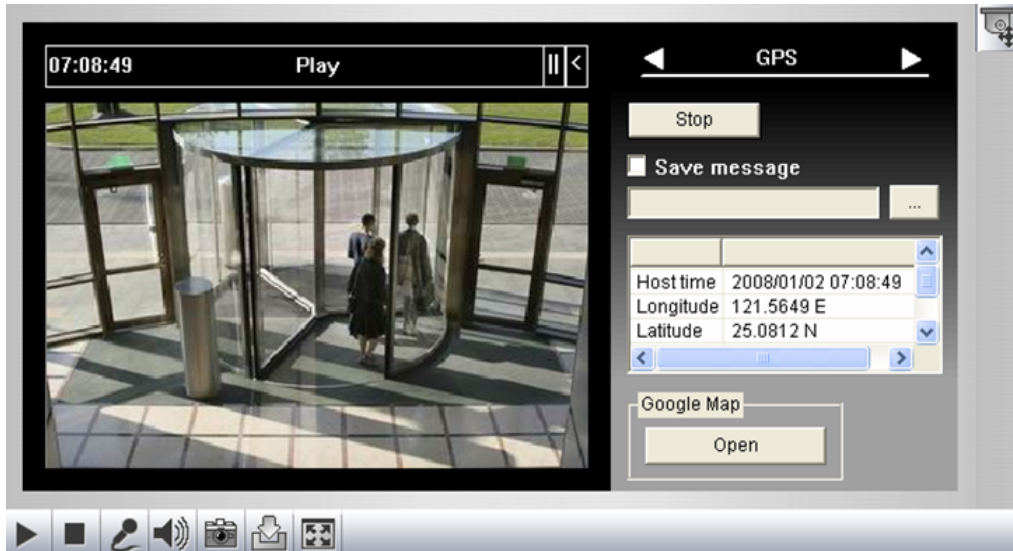 07:08:49 Play || <
GPS
Stop
Save message
...
Host time 2008/01/02 07:08:49
Longitude 121.5649 E
Latitude 25.0812 N
Google Map
Open